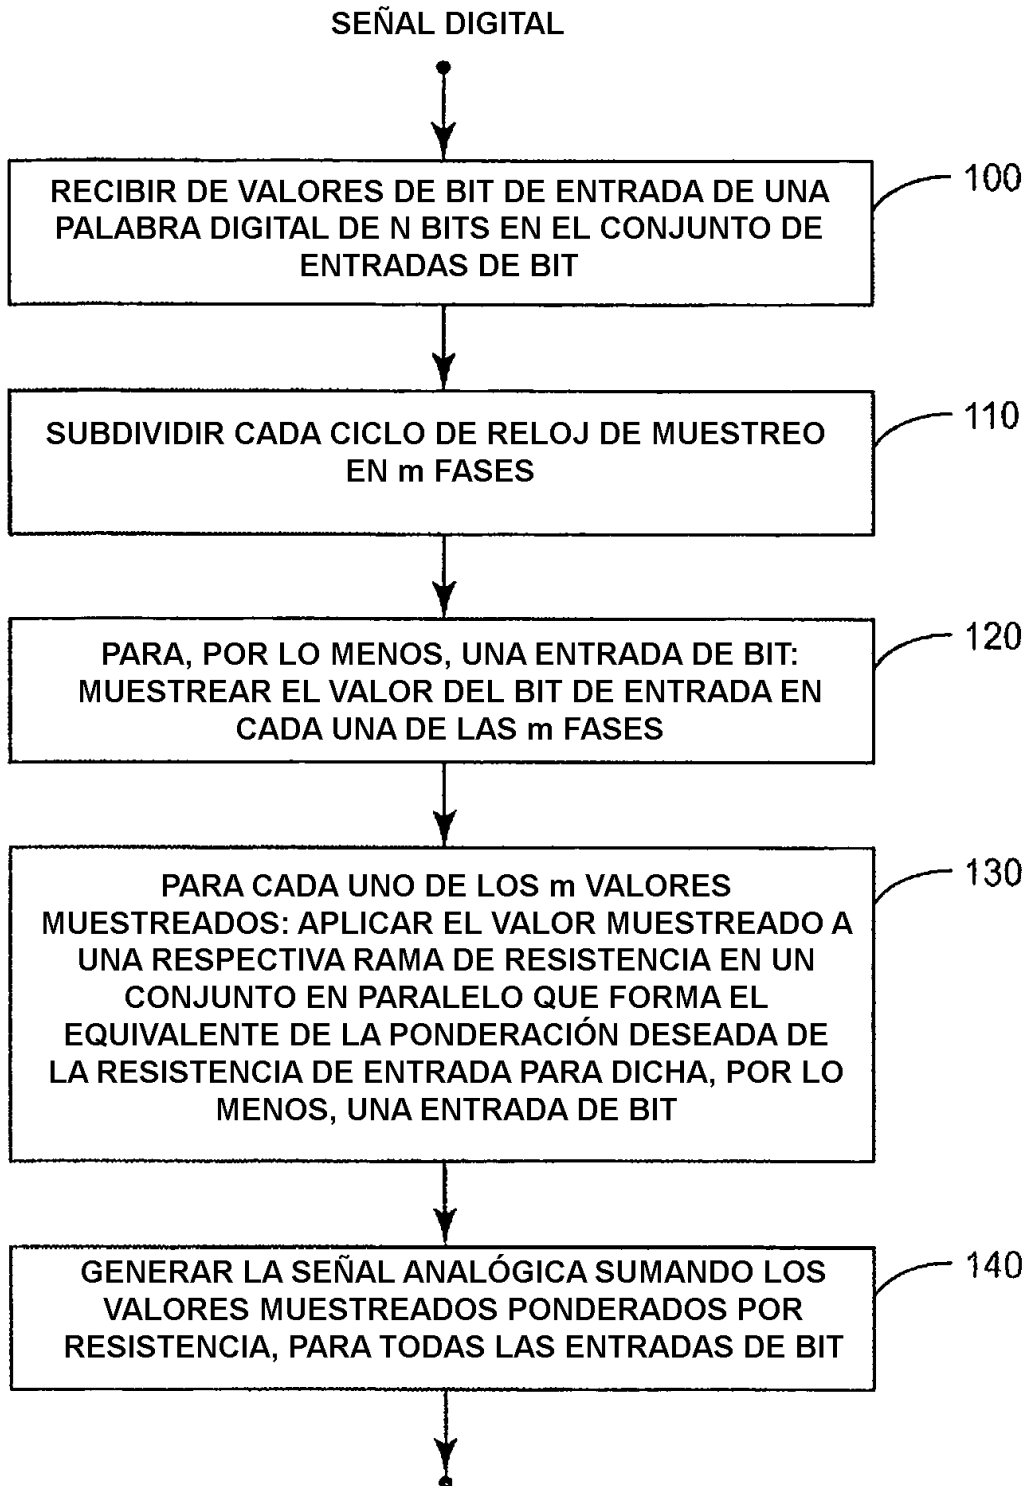 SEÑAL DIGITAL
RECIBIR DE VALORES DE BIT DE ENTRADA DE UNA
PALABRA DIGITAL DE N BITS EN EL CONJUNTO DE
ENTRADAS DE BIT
100
SUBDIVIDIR CADA CICLO DE RELOJ DE MUESTREO
EN m FASES
110
PARA, POR LO MENOS, UNA ENTRADA DE BIT:
MUESTREAR EL VALOR DEL BIT DE ENTRADA EN
CADA UNA DE LAS m FASES
120
PARA CADA UNO DE LOS m VALORES
MUESTREADOS: APLICAR EL VALOR MUESTREADO A
UNA RESPECTIVA RAMA DE RESISTENCIA EN UN
CONJUNTO EN PARALELO QUE FORMA EL
EQUIVALENTE DE LA PONDERACIÓN DESEADA DE
LA RESISTENCIA DE ENTRADA PARA DICHA, POR LO
MENOS, UNA ENTRADA DE BIT
130
GENERAR LA SEÑAL ANALÓGICA SUMANDO LOS
VALORES MUESTREADOS PONDERADOS POR
RESISTENCIA, PARA TODAS LAS ENTRADAS DE BIT
140